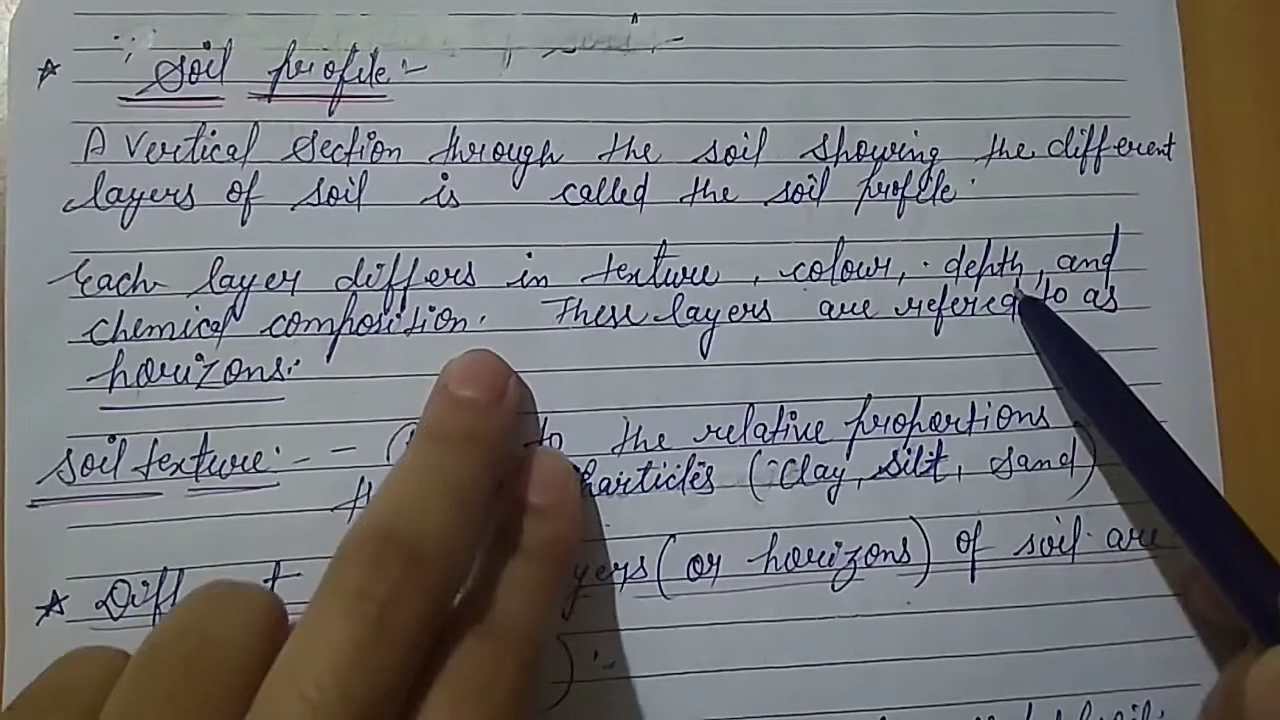 * Soil profile :-
A vertical section through the soil showing the different
layers of soil is called the soil profile.
Each layer differs in texture, colour, depth, and
chemical composition. These layers are refered to as
horizons.
soil texture :- - to the relative proportions
particles (clay, silt, sand)
* (or horizons) of soil are
) :-